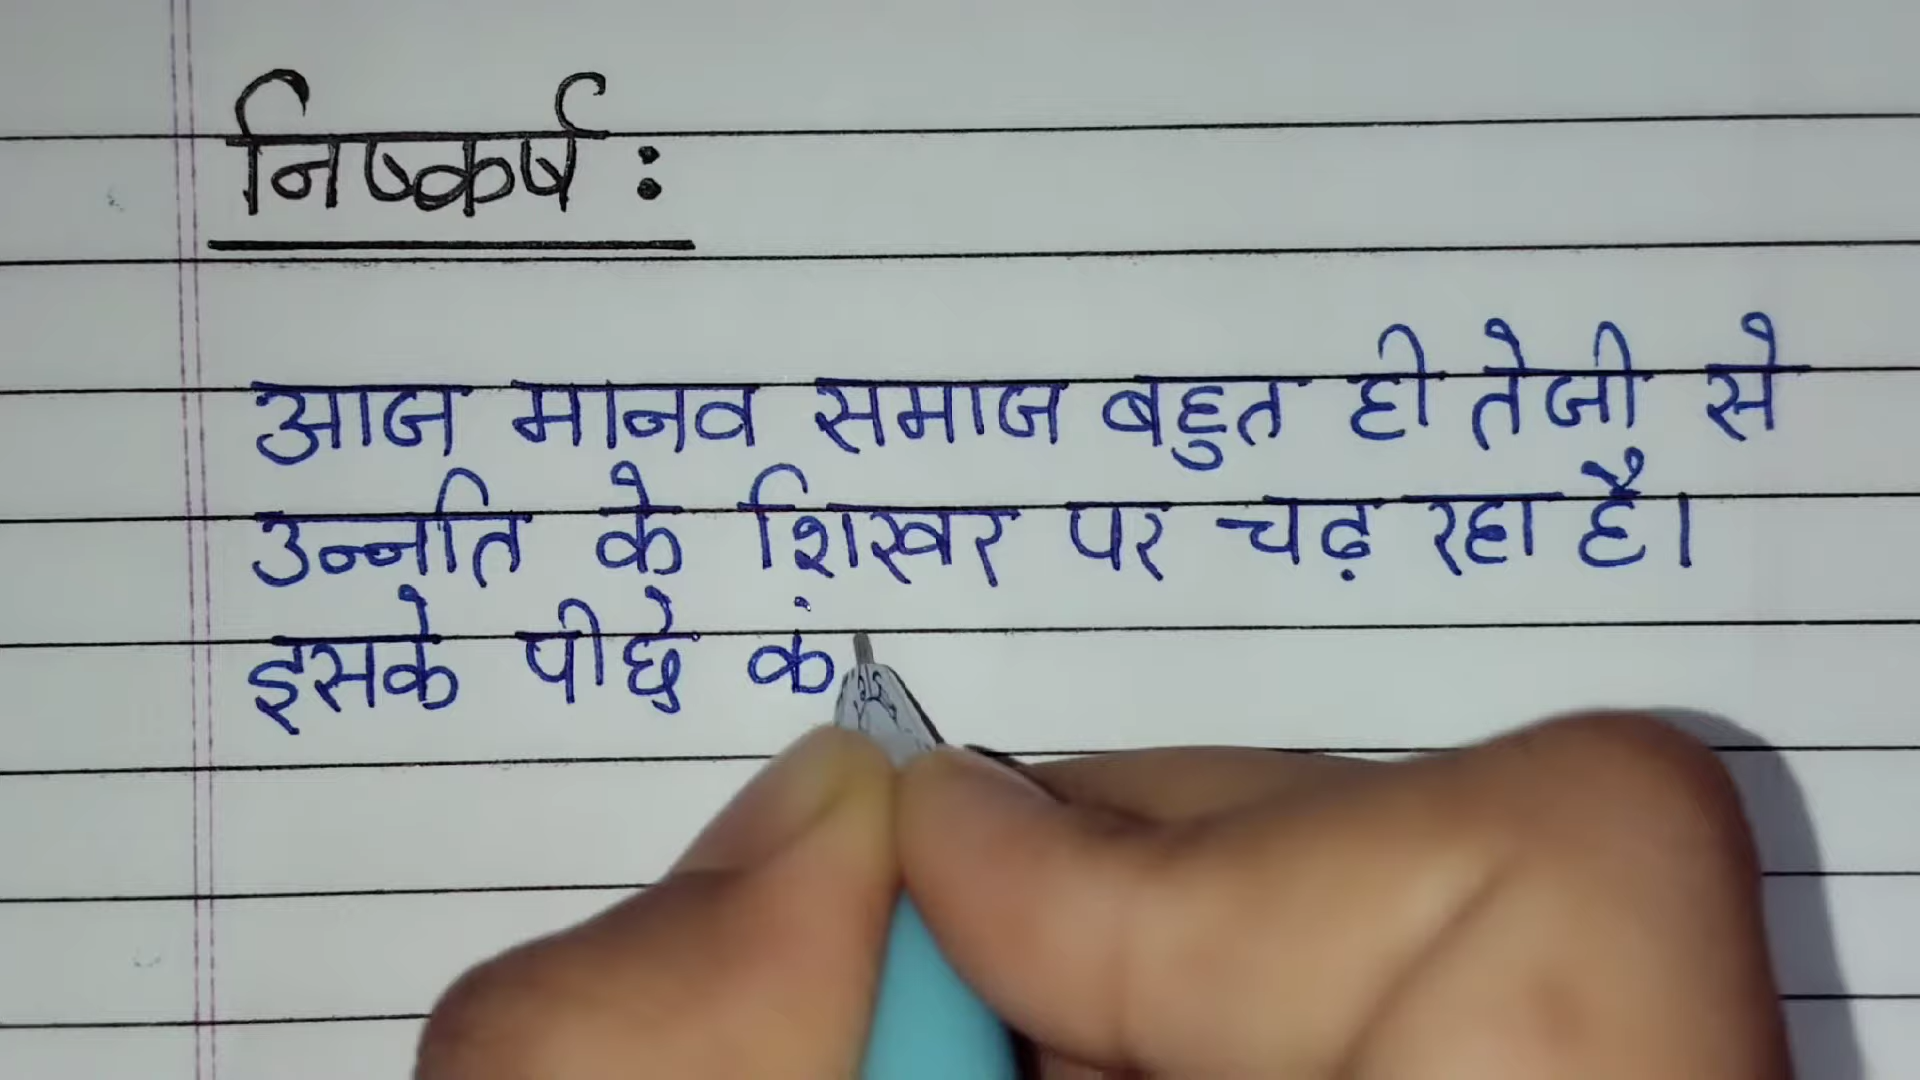 निष्कर्ष :
आज मानव समाज बहुत ही तेजी से
उन्नति के शिखर पर चढ़ रहा है।
इसके पीछे कं